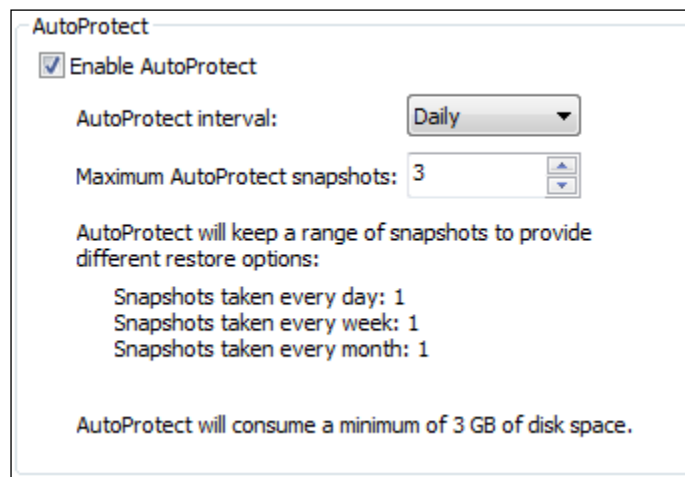 AutoProtect
Enable AutoProtect
AutoProtect interval: Daily
Maximum AutoProtect snapshots: 3
AutoProtect will keep a range of snapshots to provide
different restore options:
Snapshots taken every day: 1
Snapshots taken every week: 1
Snapshots taken every month: 1
AutoProtect will consume a minimum of 3 GB of disk space.